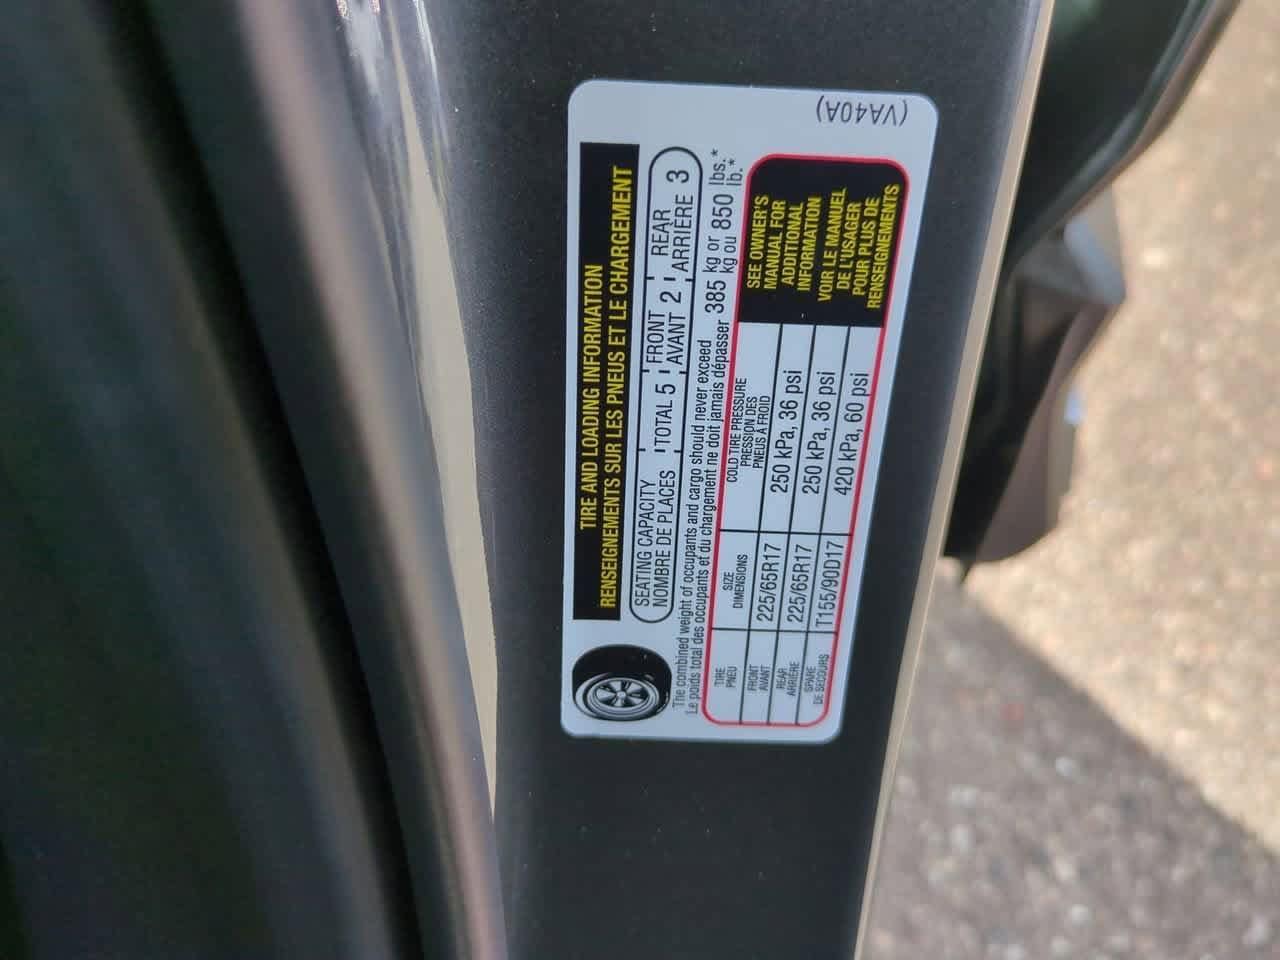 TIRE AND LOADING INFORMATION
RENSEIGNEMENTS SUR LES PNEUS ET LE CHARGEMENT
SEATING CAPACITY TOTAL 5 FRONT 2 REAR 3
NOMBRE DE PLACES AVANT ARRIÈRE
The combined weight of occupants and cargo should never exceed 385 kg or 850 lbs.*
Le poids total des occupants et du chargement ne doit jamais dépasser kg ou lb.*
TIRE SIZE COLD TIRE PRESSURE
PNEU DIMENSIONS PRESSION DES
PNEUS À FROID
FRONT 225/65R17 250 kPa, 36 psi
AVANT
REAR 225/65R17 250 kPa, 36 psi
ARRIÈRE
SPARE T155/90D17 420 kPa, 60 psi
DE SECOURS
SEE OWNER'S
MANUAL FOR
ADDITIONAL
INFORMATION
VOIR LE MANUEL
DE L'USAGER
POUR PLUS DE
RENSEIGNEMENTS
(VA40A)